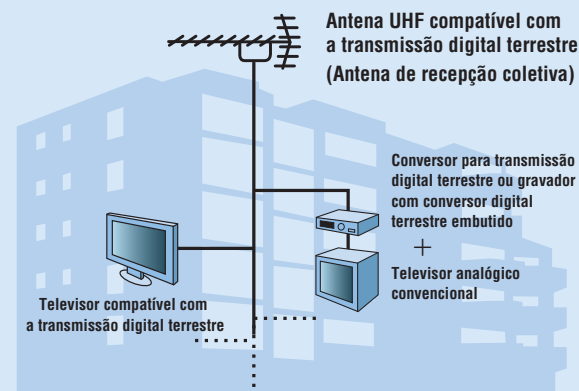 Antena UHF compatível com
a transmissão digital terrestre
(Antena de recepção coletiva)
Conversor para transmissão
digital terrestre ou gravador
com conversor digital
terrestre embutido
+
Televisor analógico
convencional
Televisor compatível com
a transmissão digital terrestre